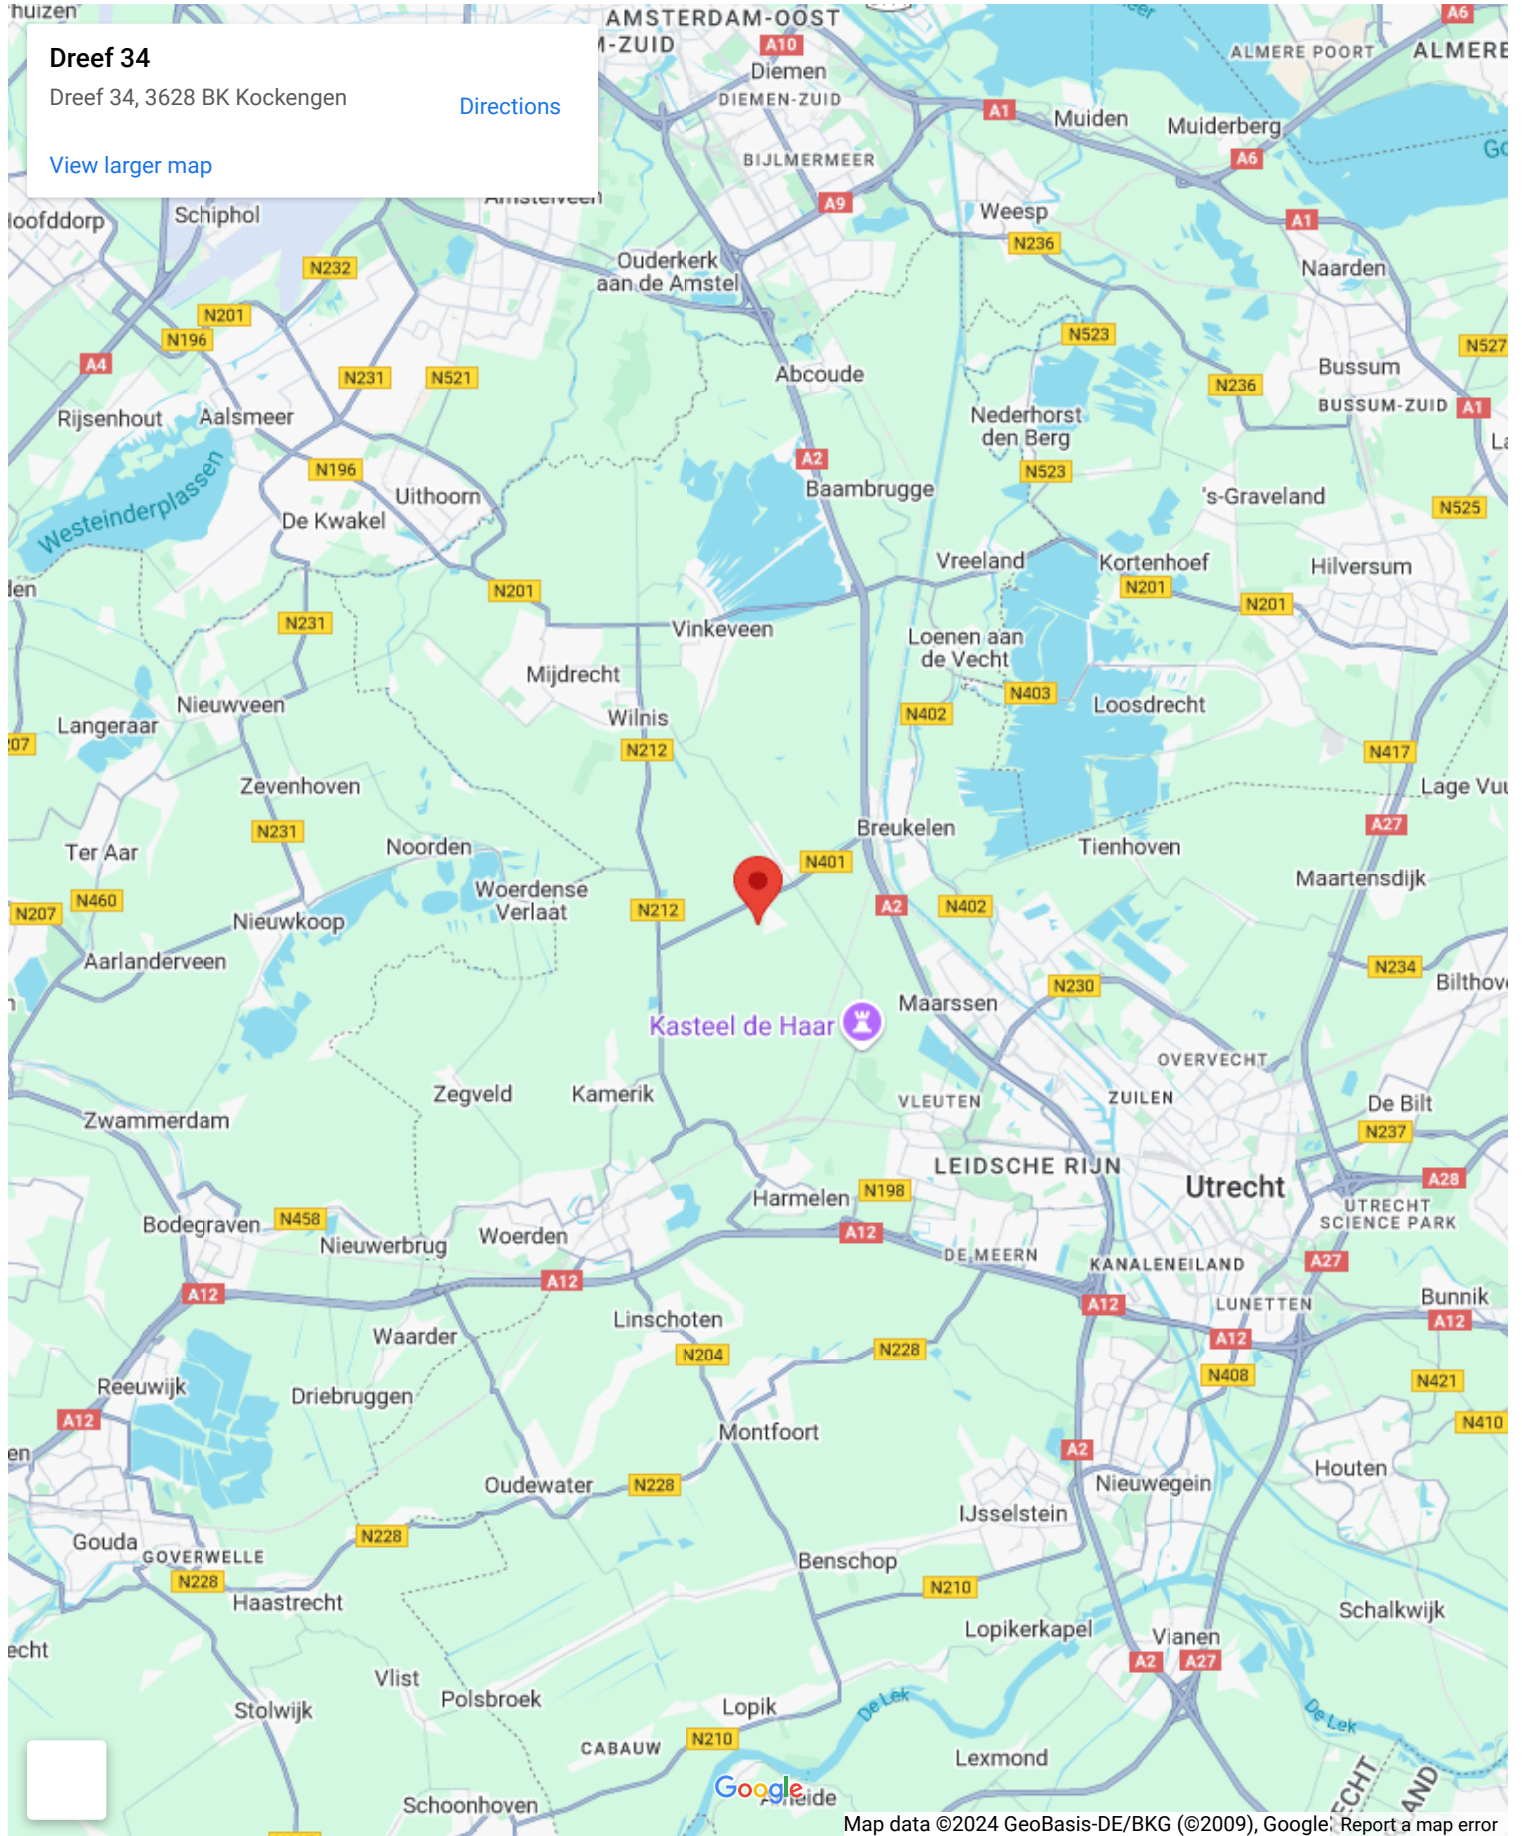 huizen
AMSTERDAM-OOST
A6
M-ZUID
A10
ALMERE POORT
ALMERE
Dreef 34
Diemen
Dreef 34, 3628 BK Kockengen
Directions
DIEMEN-ZUID
A1
Muiden
Muiderberg
A6
View larger map
BIJLMERMEER
Amstelveen
A9
Hoofddorp
Schiphol
Weesp
A1
N236
N232
Ouderkerk
aan de Amstel
Naarden
N201
N196
N523
N527
A4
N231
N521
Abcoude
Bussum
N236
BUSSUM-ZUID
A1
Rijsenhout
Aalsmeer
Nederhorst
den Berg
A2
N196
N523
Westeinderplassen
Uithoorn
Baambrugge
's-Graveland
N525
De Kwakel
Vreeland
Kortenhoef
Hilversum
N201
N201
N201
N231
Vinkeveen
Loenen aan
de Vecht
Mijdrecht
N403
Loosdrecht
Nieuwveen
Langeraar
Wilnis
N402
N212
N417
Zevenhoven
Lage Vuu
N231
Breukelen
A27
Ter Aar
Noorden
Tienhoven
N401
Woerdense
Verlaat
Maartensdijk
N460
N207
Nieuwkoop
N212
A2
N402
Aarlanderveen
N234
Bilthov
N230
Maarssen
Kasteel de Haar
OVERVECHT
Zegveld
Kamerik
VLEUTEN
ZUILEN
De Bilt
Zwammerdam
N237
LEIDSCHE RIJN
Utrecht
A28
Harmelen
N198
UTRECHT
SCIENCE PARK
Bodegraven
N458
Nieuwerbrug
Woerden
A12
DE MEERN
KANALENEILAND
A27
A12
A12
A12
LUNETTEN
Bunnik
A12
Linschoten
Waarder
N204
N228
A12
N408
N421
Reeuwijk
Driebruggen
A12
N410
Montfoort
A2
Houten
Nieuwegein
Oudewater
N228
IJsselstein
Gouda
N228
GOVERWELLE
Benschop
N228
N210
Haastrecht
Schalkwijk
Lopikerkapel
Vianen
echt
A2
A27
Vlist
Polsbroek
De Lek
Lopik
Stolwijk
De Lek
N210
CABAUW
Lexmond
Google
Ameide
Schoonhoven
Map data ©2024 GeoBasis-DE/BKG (©2009), Google
Report a map error